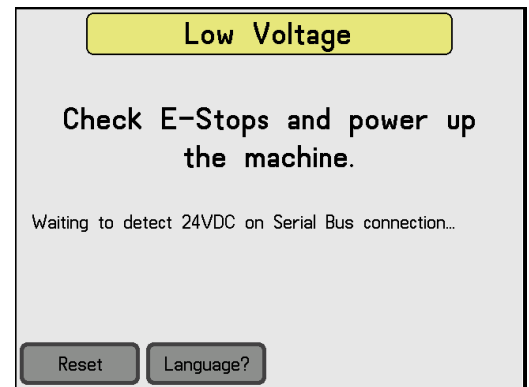 Low Voltage
Check E-Stops and power up
the machine.
Waiting to detect 24VDC on Serial Bus connection...
Reset
Language?